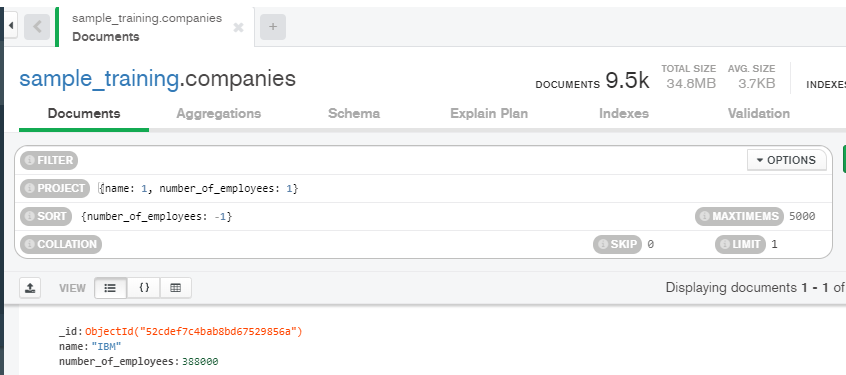 sample_training.companies
Documents
sample_training.companies
DOCUMENTS 9.5k
TOTAL SIZE
34.8MB
AVG. SIZE
3.7KB
INDEXES
Documents Aggregations Schema Explain Plan Indexes Validation
FILTER OPTIONS
PROJECT {name: 1, number_of_employees: 1}
SORT {number_of_employees: -1} MAXTIMEMS 5000
COLLATION SKIP 0 LIMIT 1
VIEW {} Displaying documents 1 - 1 of
_id: ObjectId("52cdef7c4bab8bd67529856a")
name: "IBM"
number_of_employees: 388000